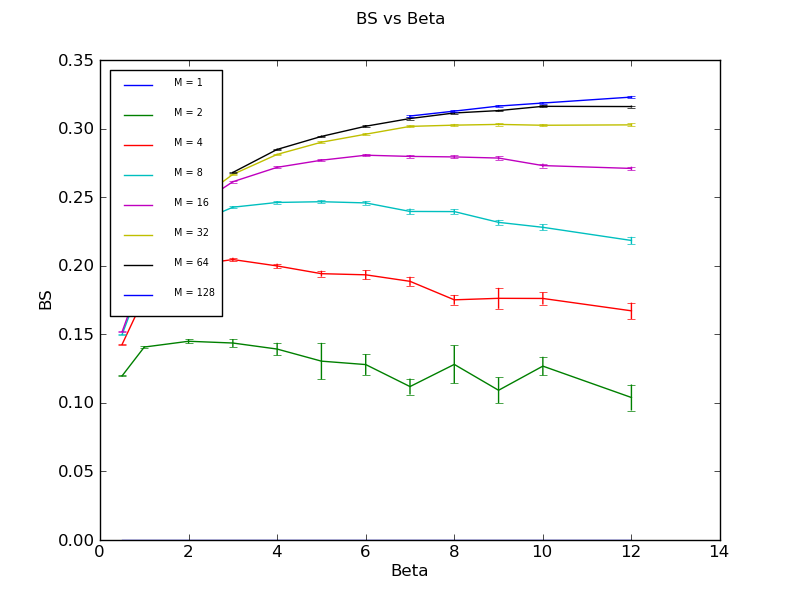 BS vs Beta
0.35
0.30
0.25
0.20
0.15
0.10
0.05
0.00
BS
M = 1
M = 2
M = 4
M = 8
M = 16
M = 32
M = 64
M = 128
0 2 4 6 8 10 12 14
Beta